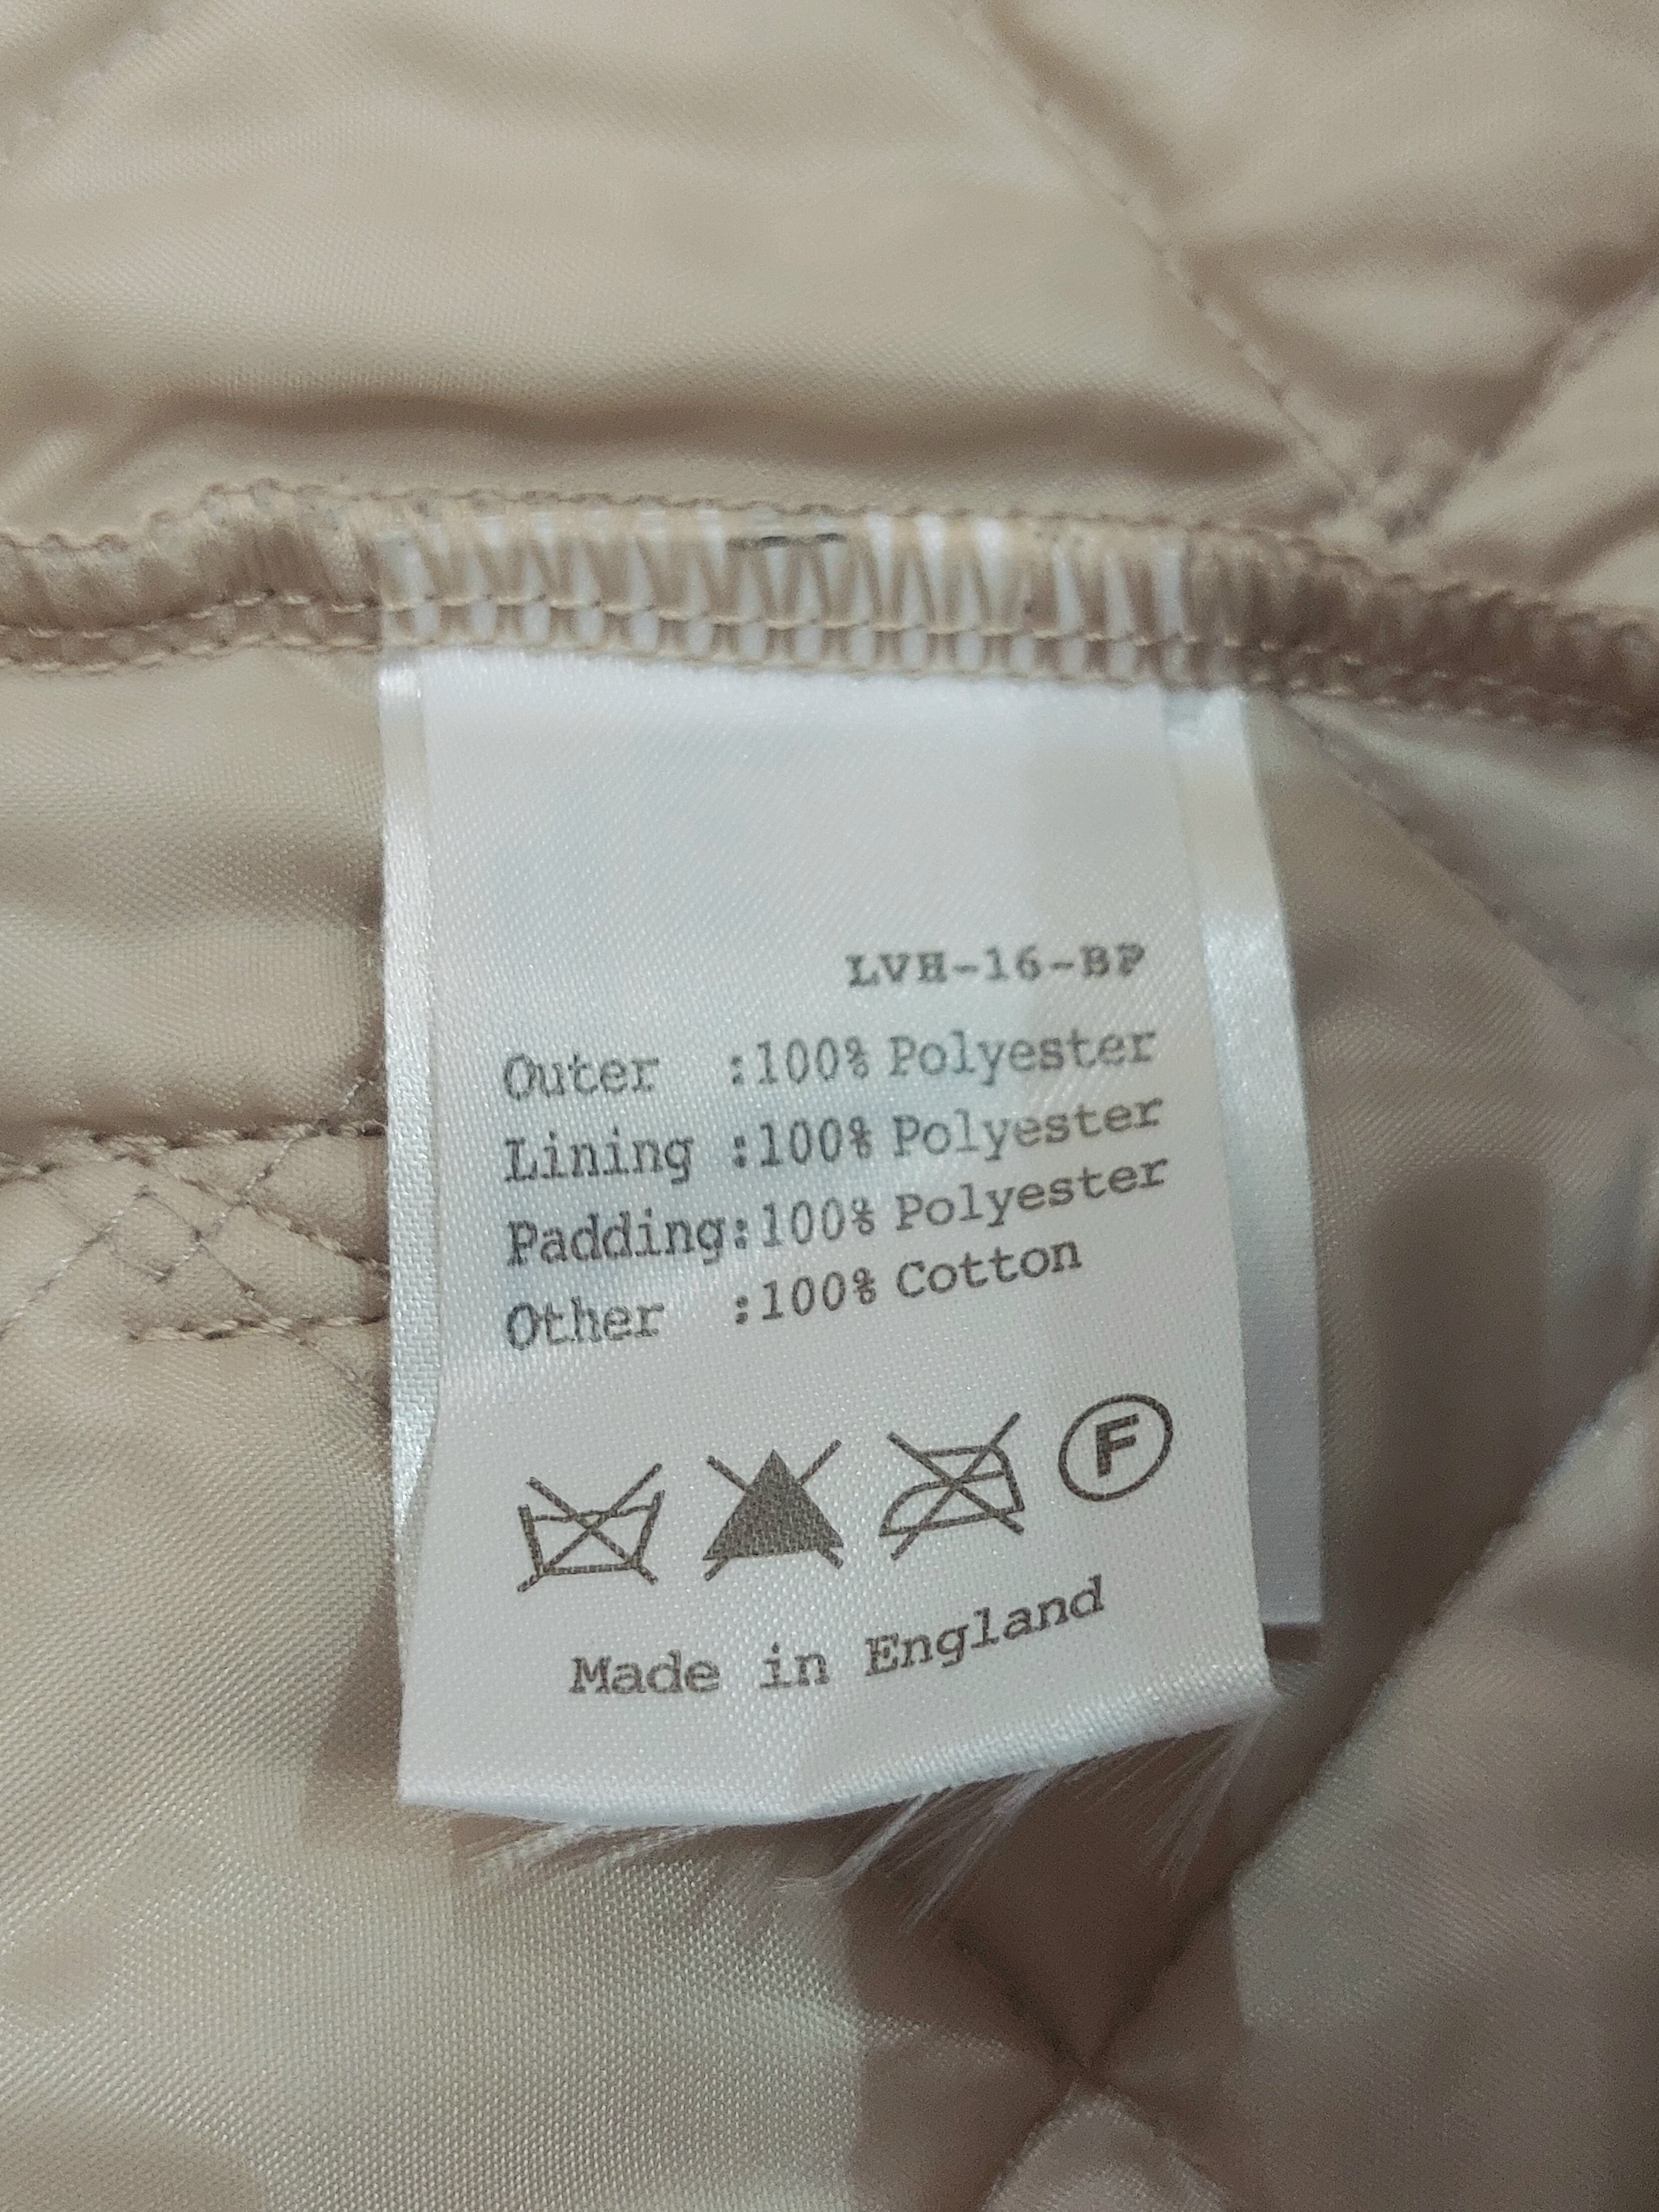 LVH-16-BP
Outer :100% Polyester
Lining :100% Polyester
Padding:100% Polyester
Other :100% Cotton
F
Made in England